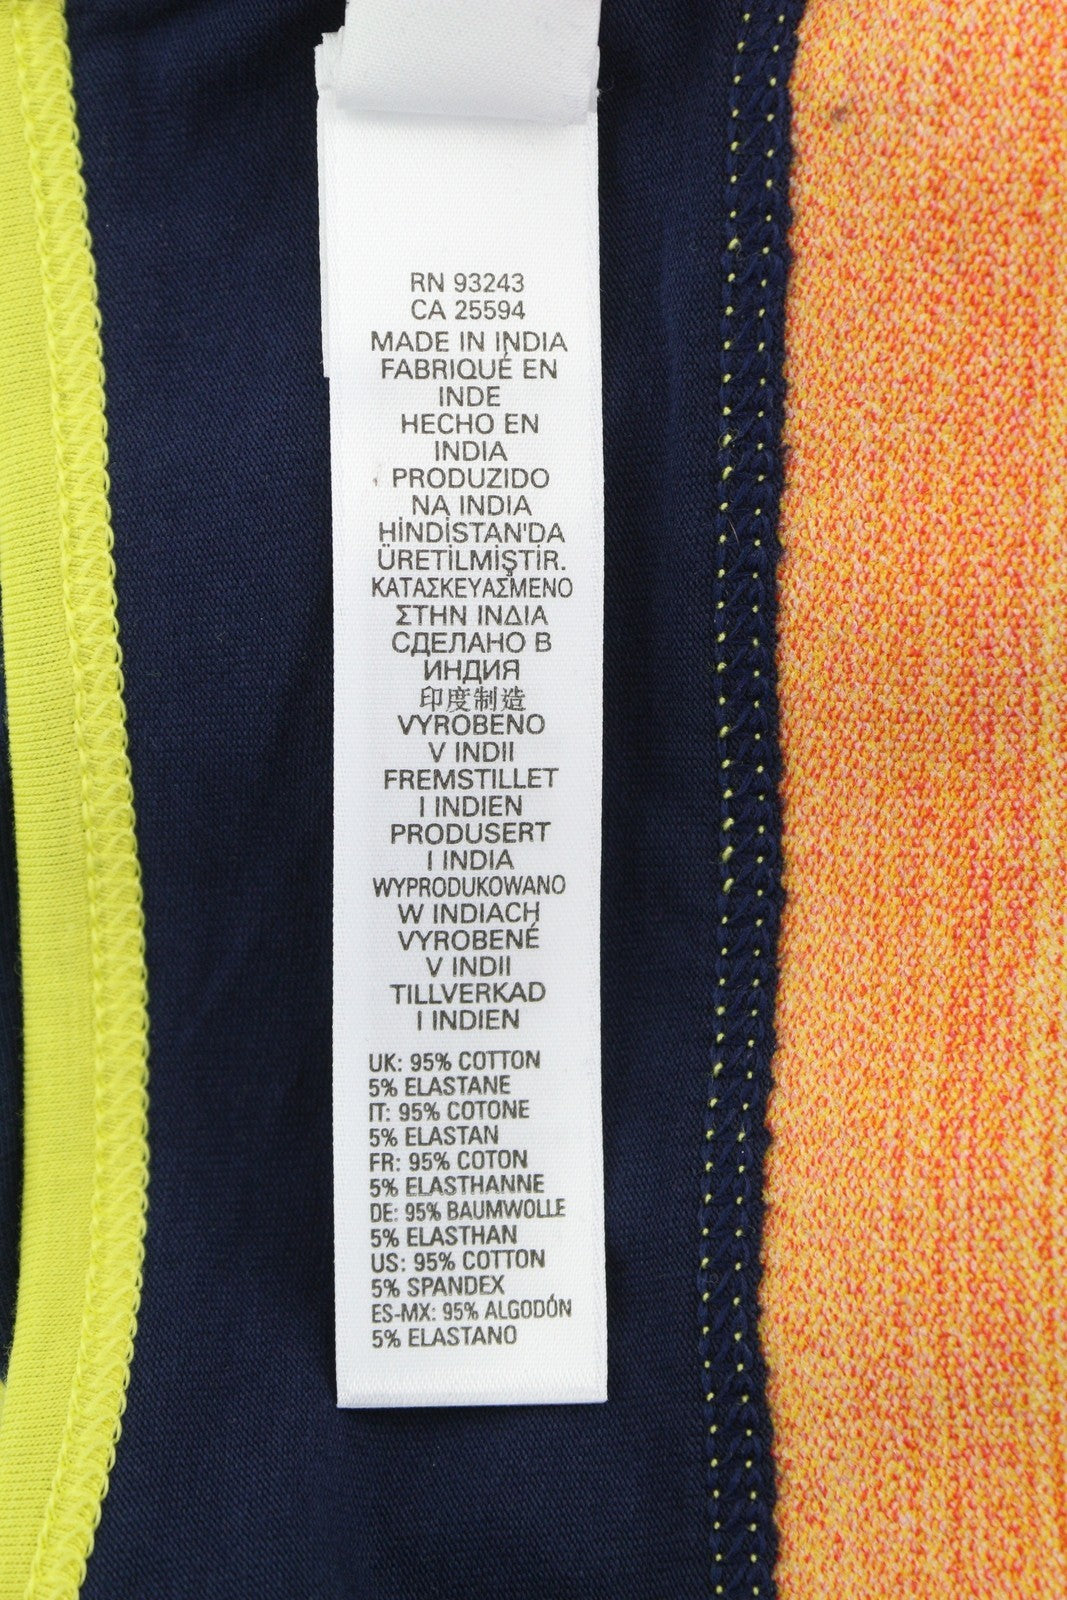 RN 93243
CA 25594
MADE IN INDIA
FABRIQUÉ EN
INDE
HECHO EN
INDIA
PRODUZIDO
NA INDIA
HİNDİSTAN'DA
ÜRETİLMİŞTİR.
ΚΑΤΑΣΚΕΥΑΣΜΕΝΟ
ΣΤΗΝ ΙΝΔΙΑ
СДЕЛАНО В
ИНДИЯ
印度制造
VYROBENO
V INDII
FREMSTILLET
I INDIEN
PRODUSERT
I INDIA
WYPRODUKOWANO
W INDIACH
VYROBENÉ
V INDII
TILLVERKAD
I INDIEN
UK: 95% COTTON
5% ELASTANE
IT: 95% COTONE
5% ELASTAN
FR: 95% COTON
5% ELASTHANNE
DE: 95% BAUMWOLLE
5% ELASTHAN
US: 95% COTTON
5% SPANDEX
ES-MX: 95% ALGODÓN
5% ELASTANO